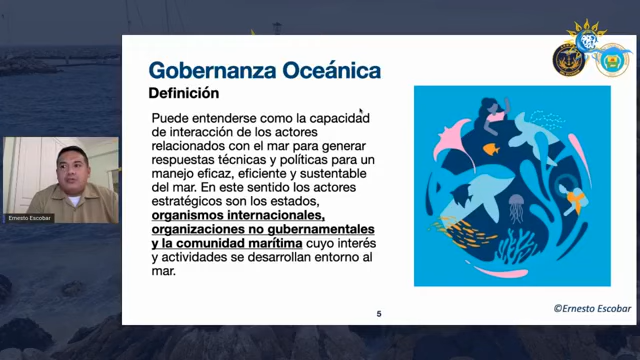 Gobernanza Oceánica
Definición
Puede entenderse como la capacidad
de interacción de los actores
relacionados con el mar para generar
respuestas técnicas y políticas para un
manejo eficaz, eficiente y sustentable
del mar. En este sentido los actores
estratégicos son los estados,
organismos internacionales,
organizaciones no gubernamentales
y la comunidad marítima cuyo interés
y actividades se desarrollan entorno al
mar.
Ernesto Escobar
5
©Ernesto Escobar